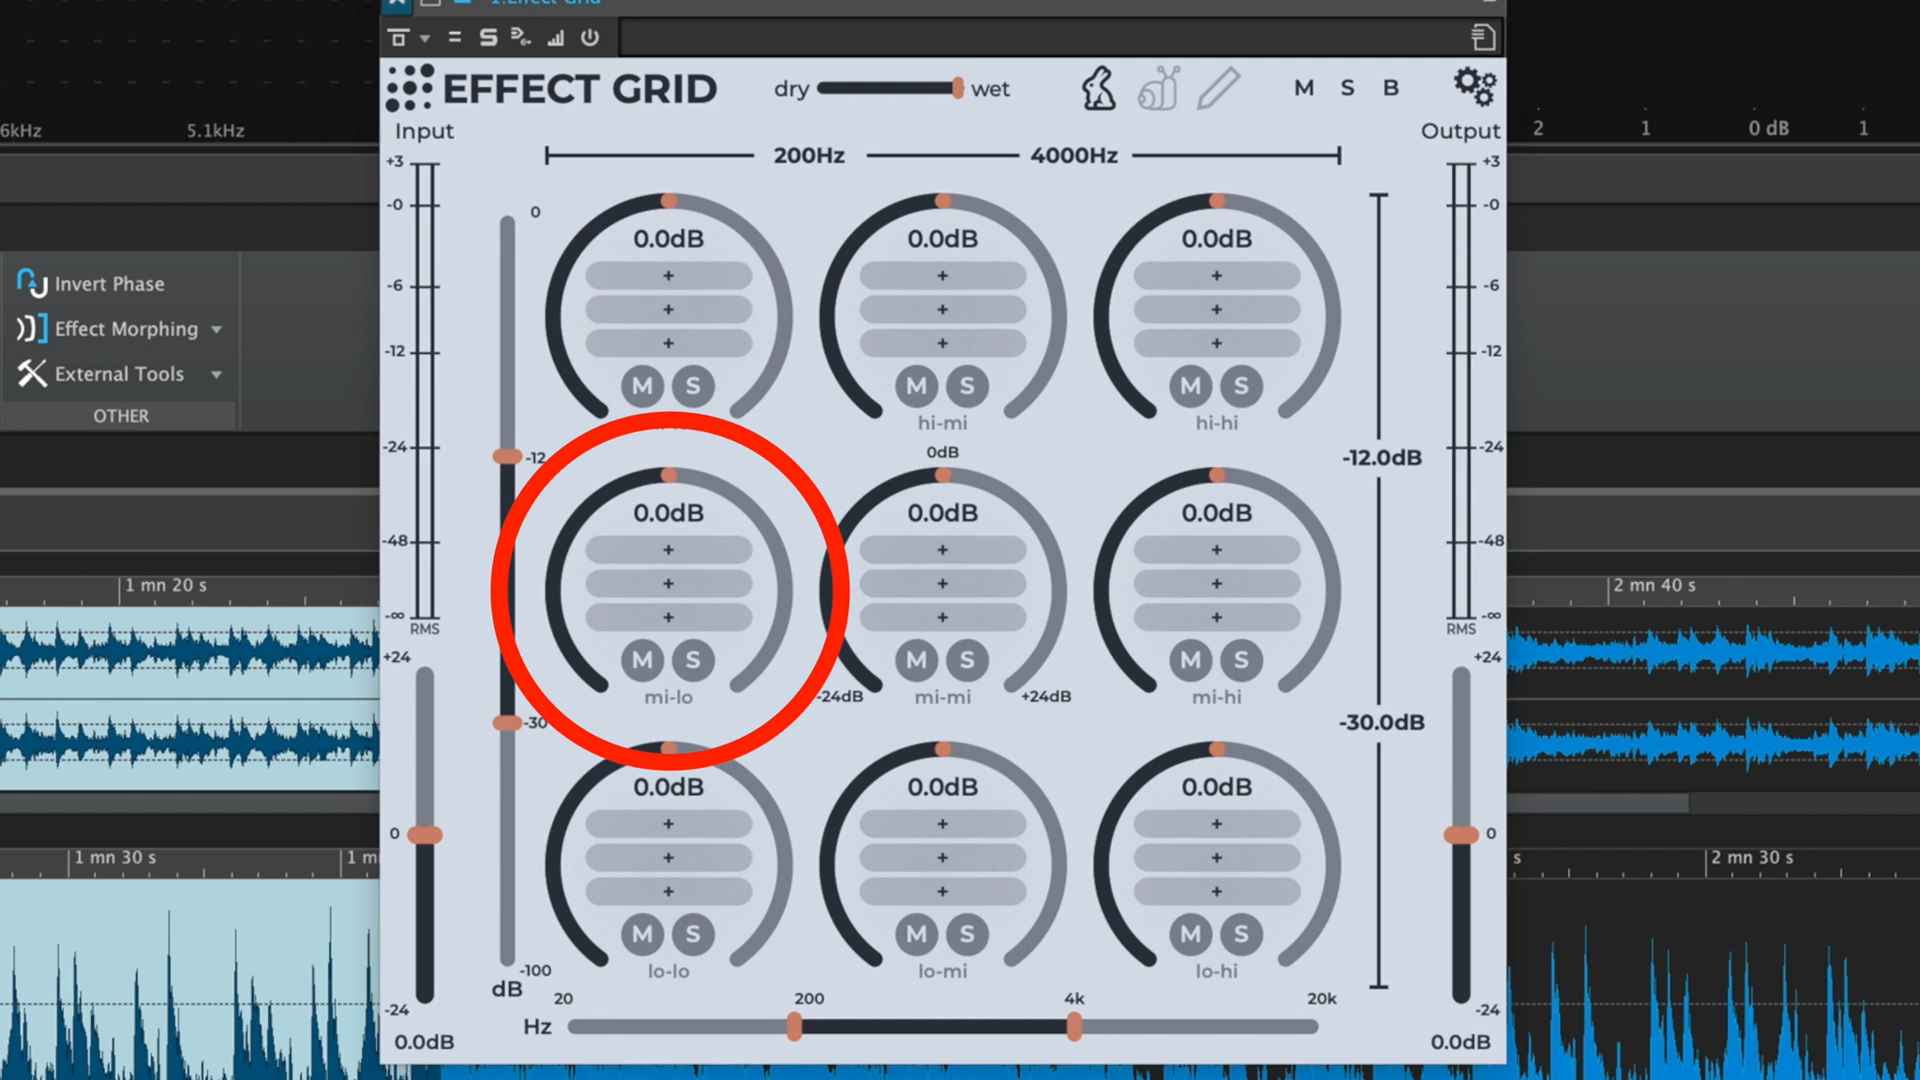 1:Effect Grid
S
EFFECT GRID
dry
wet
M S B
6kHz
5.1kHz
2
1
0 dB
1
Input
Output
200Hz
4000Hz
+3
-0
-6
-12
-24
-48
-∞
RMS
+24
0
-24
0.0dB
0
-12
-30
-100
dB
0.0dB
+
+
+
M S
0.0dB
+
+
+
M S
hi-mi
0.0dB
+
+
+
M S
hi-hi
Invert Phase
Effect Morphing
External Tools
OTHER
0dB
0.0dB
+
+
+
M S
mi-lo
0.0dB
+
+
+
M S
-24dB
mi-mi
+24dB
0.0dB
+
+
+
M S
mi-hi
-12.0dB
-30.0dB
0.0dB
+
+
+
M S
lo-lo
0.0dB
+
+
+
M S
lo-mi
0.0dB
+
+
+
M S
lo-hi
20
200
4k
20k
Hz
+3
-0
-6
-12
-24
-48
-∞
RMS
+24
0
-24
0.0dB
1 mn 20 s
2 mn 40 s
1 mn 30 s
1 m
s
2 mn 30 s